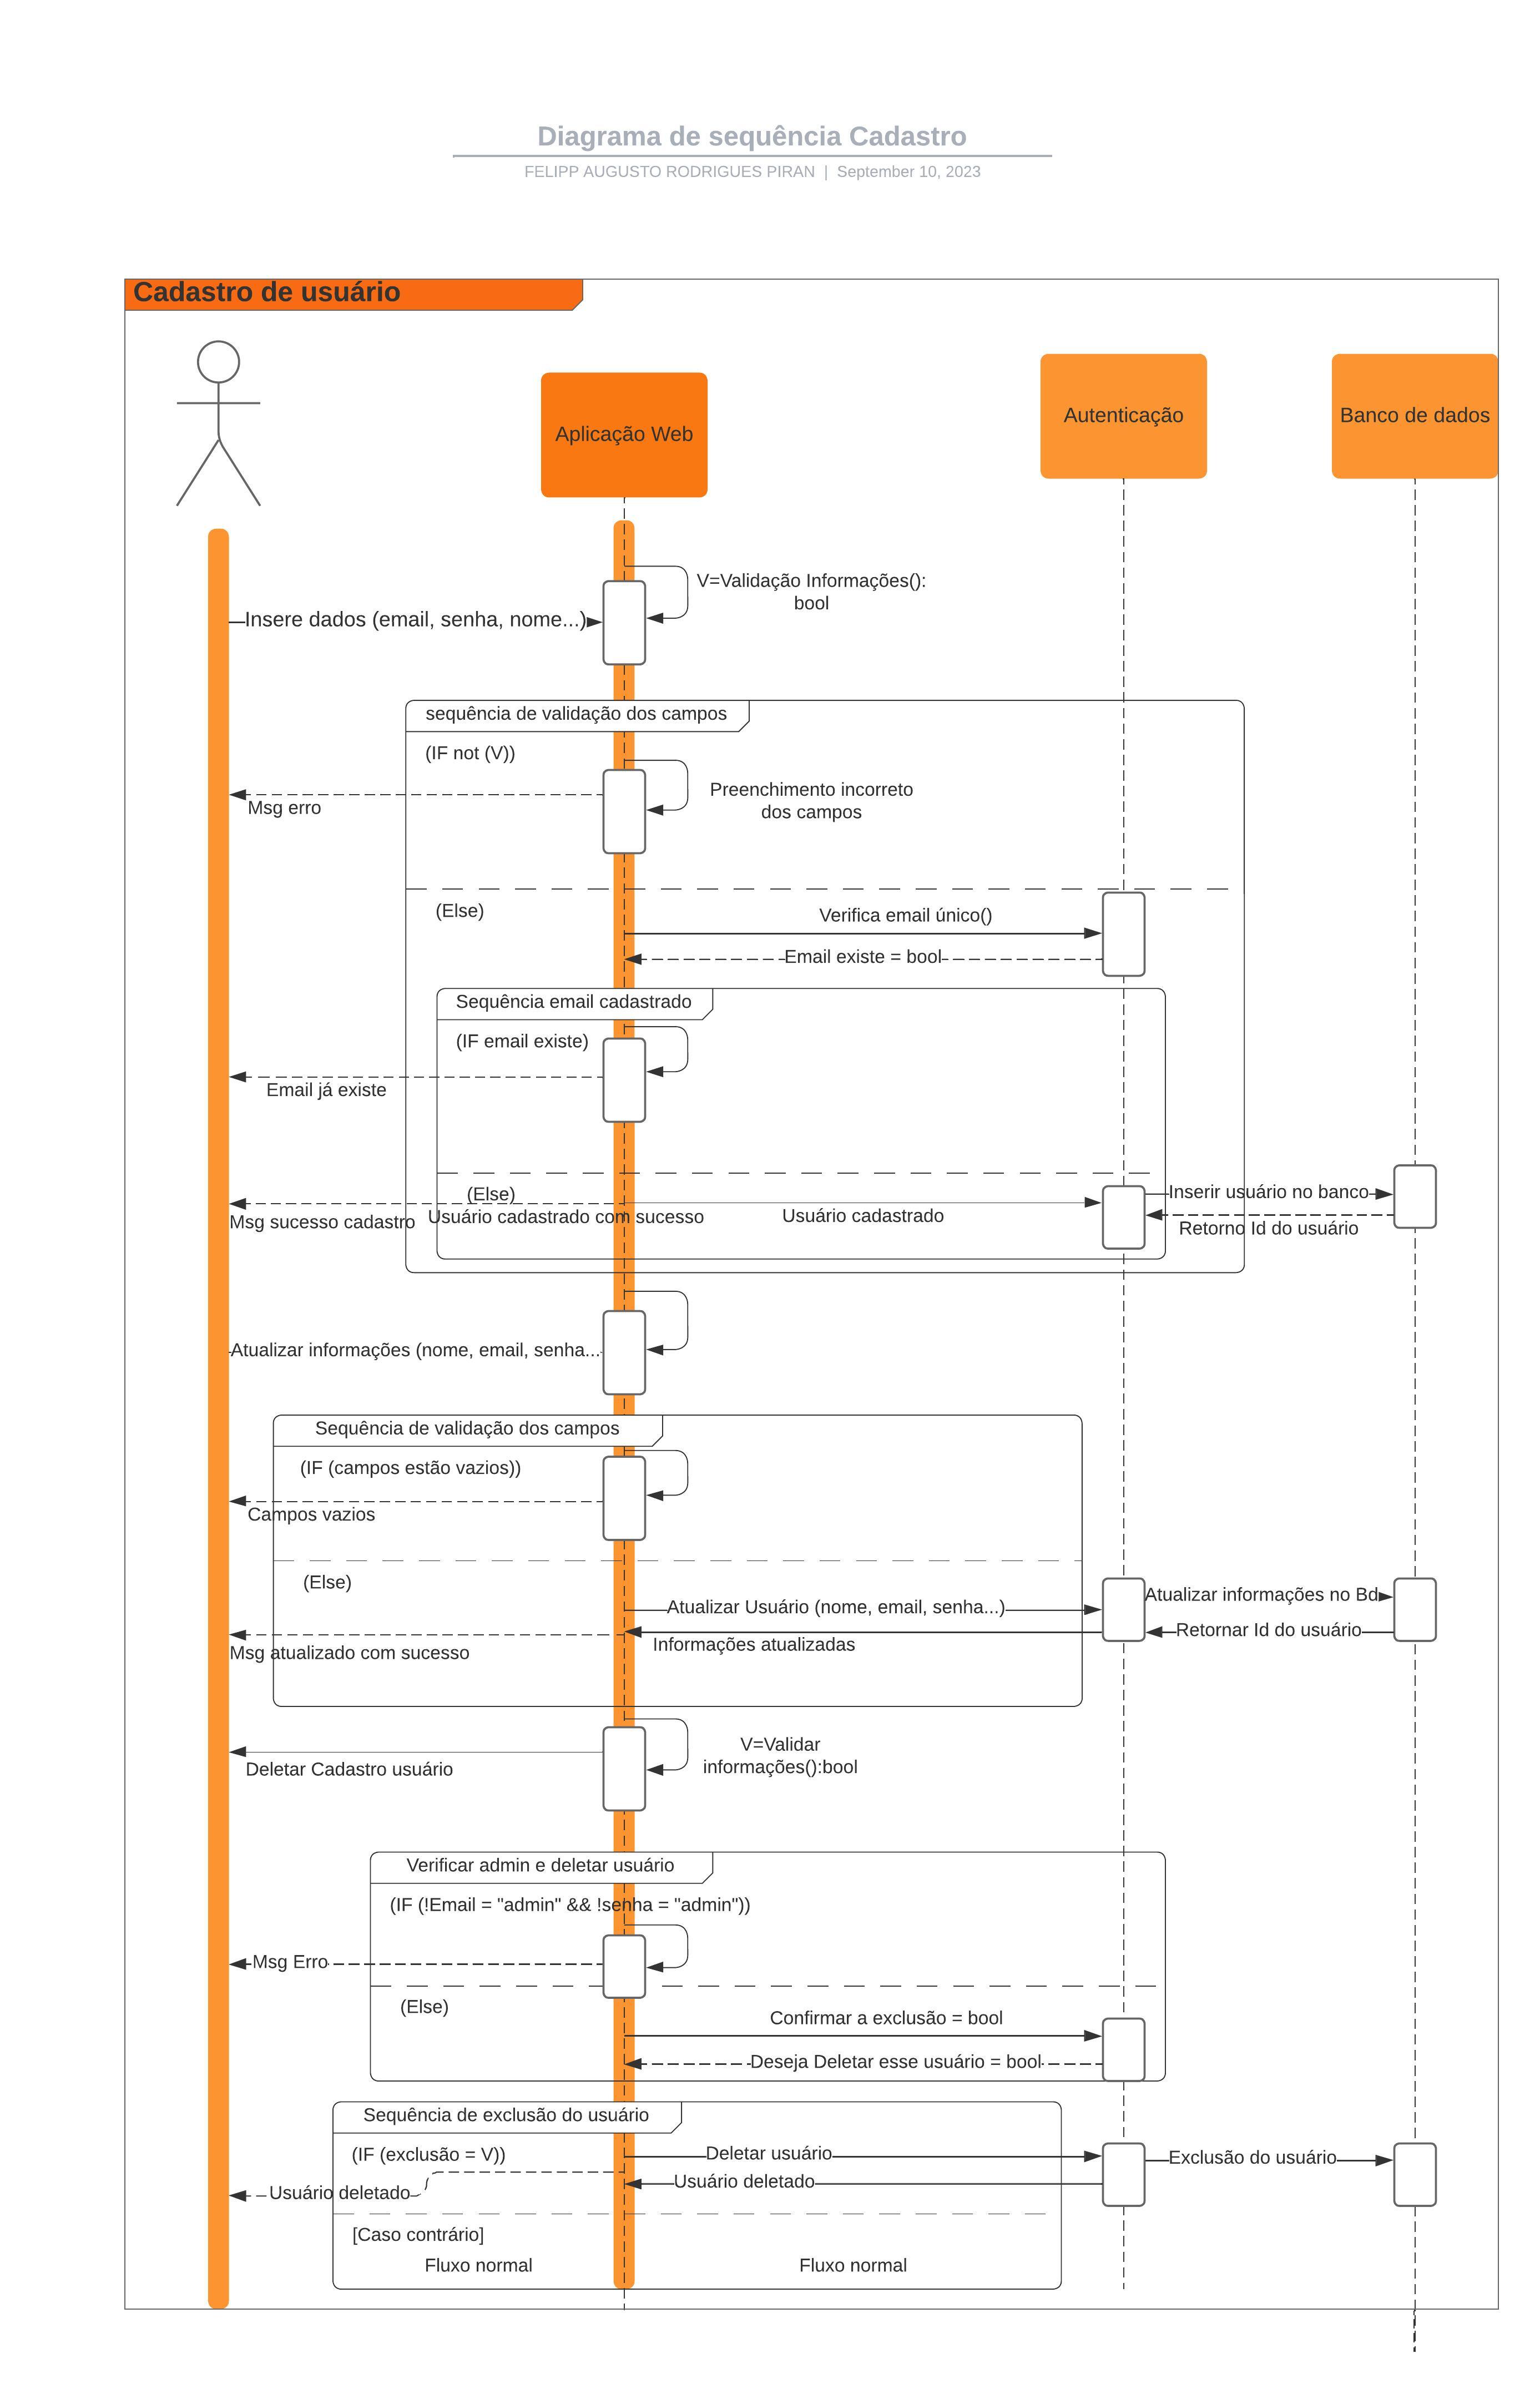 Diagrama de sequência Cadastro
FELIPP AUGUSTO RODRIGUES PIRAN | September 10, 2023
Cadastro de usuário
Aplicação Web
Autenticação
Banco de dados
V=Validação Informações():
bool
Insere dados (email, senha, nome...)
sequência de validação dos campos
(IF not (V))
Preenchimento incorreto
dos campos
Msg erro
(Else)
Verifica email único()
Email existe = bool
Sequência email cadastrado
(IF email existe)
Email já existe
(Else)
Inserir usuário no banco
Msg sucesso cadastro
Usuário cadastrado com sucesso
Usuário cadastrado
Retorno Id do usuário
Atualizar informações (nome, email, senha...
Sequência de validação dos campos
(IF (campos estão vazios))
Campos vazios
(Else)
Atualizar Usuário (nome, email, senha...)
Atualizar informações no Bd
Informações atualizadas
Retornar Id do usuário
Msg atualizado com sucesso
V=Validar
informações():bool
Deletar Cadastro usuário
Verificar admin e deletar usuário
(IF (!Email = "admin" && !senha = "admin"))
Msg Erro
(Else)
Confirmar a exclusão = bool
Deseja Deletar esse usuário = bool
Sequência de exclusão do usuário
(IF (exclusão = V))
Deletar usuário
Exclusão do usuário
Usuário deletado
Usuário deletado
[Caso contrário]
Fluxo normal
Fluxo normal